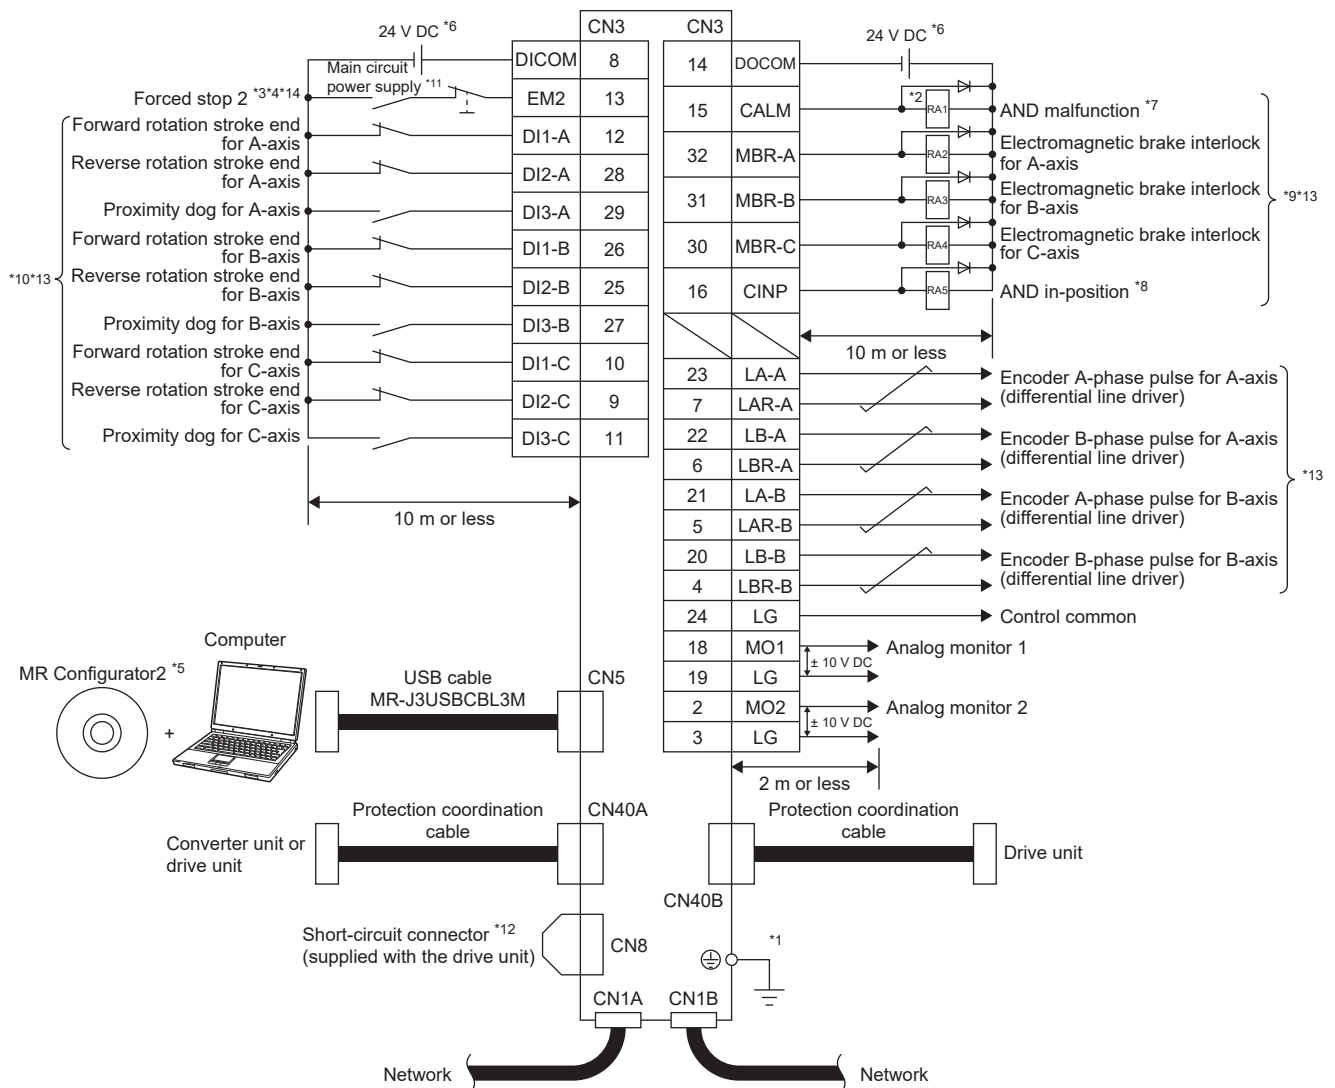 CN3
CN3
24 V DC *6
24 V DC *6
DICOM 8
Main circuit
power supply *11
Forced stop 2 *3*4*14
EM2 13
Forward rotation stroke end
for A-axis
DI1-A 12
Reverse rotation stroke end
for A-axis
DI2-A 28
Proximity dog for A-axis
DI3-A 29
Forward rotation stroke end
for B-axis
DI1-B 26
*10*13
Reverse rotation stroke end
for B-axis
DI2-B 25
Proximity dog for B-axis
DI3-B 27
Forward rotation stroke end
for C-axis
DI1-C 10
Reverse rotation stroke end
for C-axis
DI2-C 9
Proximity dog for C-axis
DI3-C 11
10 m or less
14 DOCOM
15 CALM
*2
RA1
AND malfunction *7
32 MBR-A
RA2
Electromagnetic brake interlock
for A-axis
31 MBR-B
RA3
Electromagnetic brake interlock
for B-axis
*9*13
30 MBR-C
RA4
Electromagnetic brake interlock
for C-axis
16 CINP
RA5
AND in-position *8
10 m or less
23 LA-A
7 LAR-A
Encoder A-phase pulse for A-axis
(differential line driver)
22 LB-A
6 LBR-A
Encoder B-phase pulse for A-axis
(differential line driver)
*13
21 LA-B
5 LAR-B
Encoder A-phase pulse for B-axis
(differential line driver)
20 LB-B
4 LBR-B
Encoder B-phase pulse for B-axis
(differential line driver)
24 LG
Control common
18 MO1
Analog monitor 1
± 10 V DC
19 LG
2 MO2
Analog monitor 2
± 10 V DC
3 LG
2 m or less
Computer
MR Configurator2 *5
+
USB cable
MR-J3USBCBL3M
CN5
Converter unit or
drive unit
Protection coordination
cable
CN40A
Protection coordination
cable
Drive unit
CN40B
Short-circuit connector *12
(supplied with the drive unit)
CN8
*1
CN1A
CN1B
Network
Network